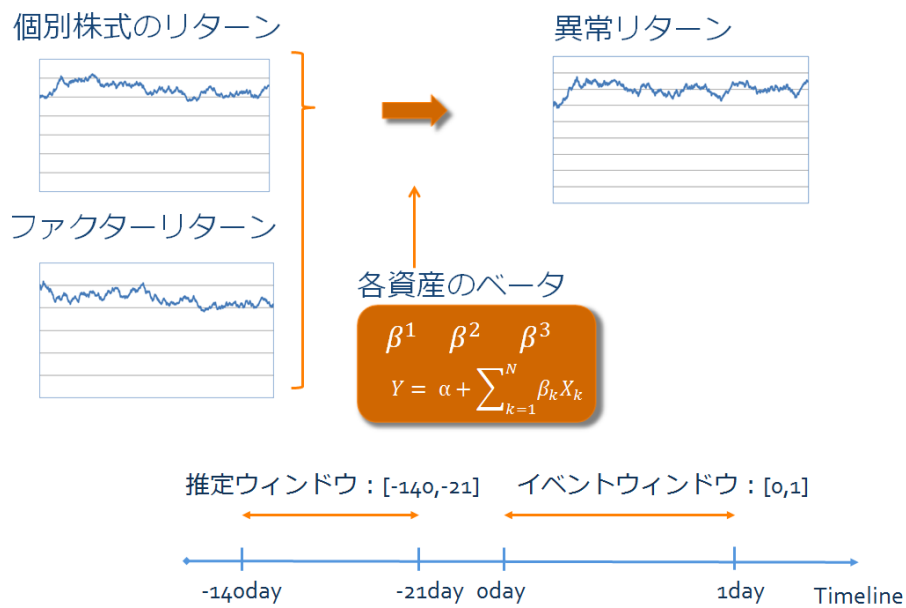 個別株式のリターン
異常リターン
ファクターリターン
各資産のベータ
β¹ β² β³
Y = α + ∑_{k=1}^{N} β_k X_k
推定ウィンドウ：[-140,-21]
イベントウィンドウ：[0,1]
-140day
-21day
0day
1day
Timeline